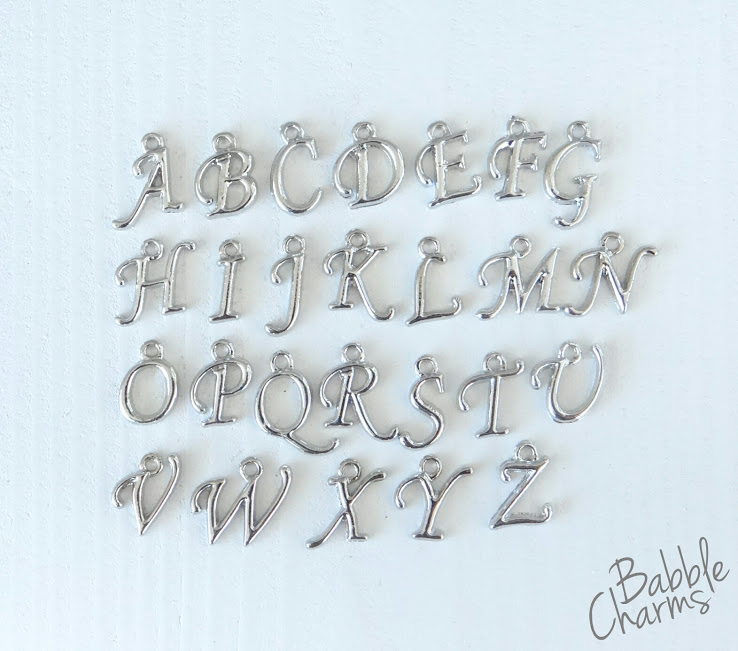 A B C D E F G
H I J K L M N
O P Q R S T U
V W X Y Z
Babble
Charms